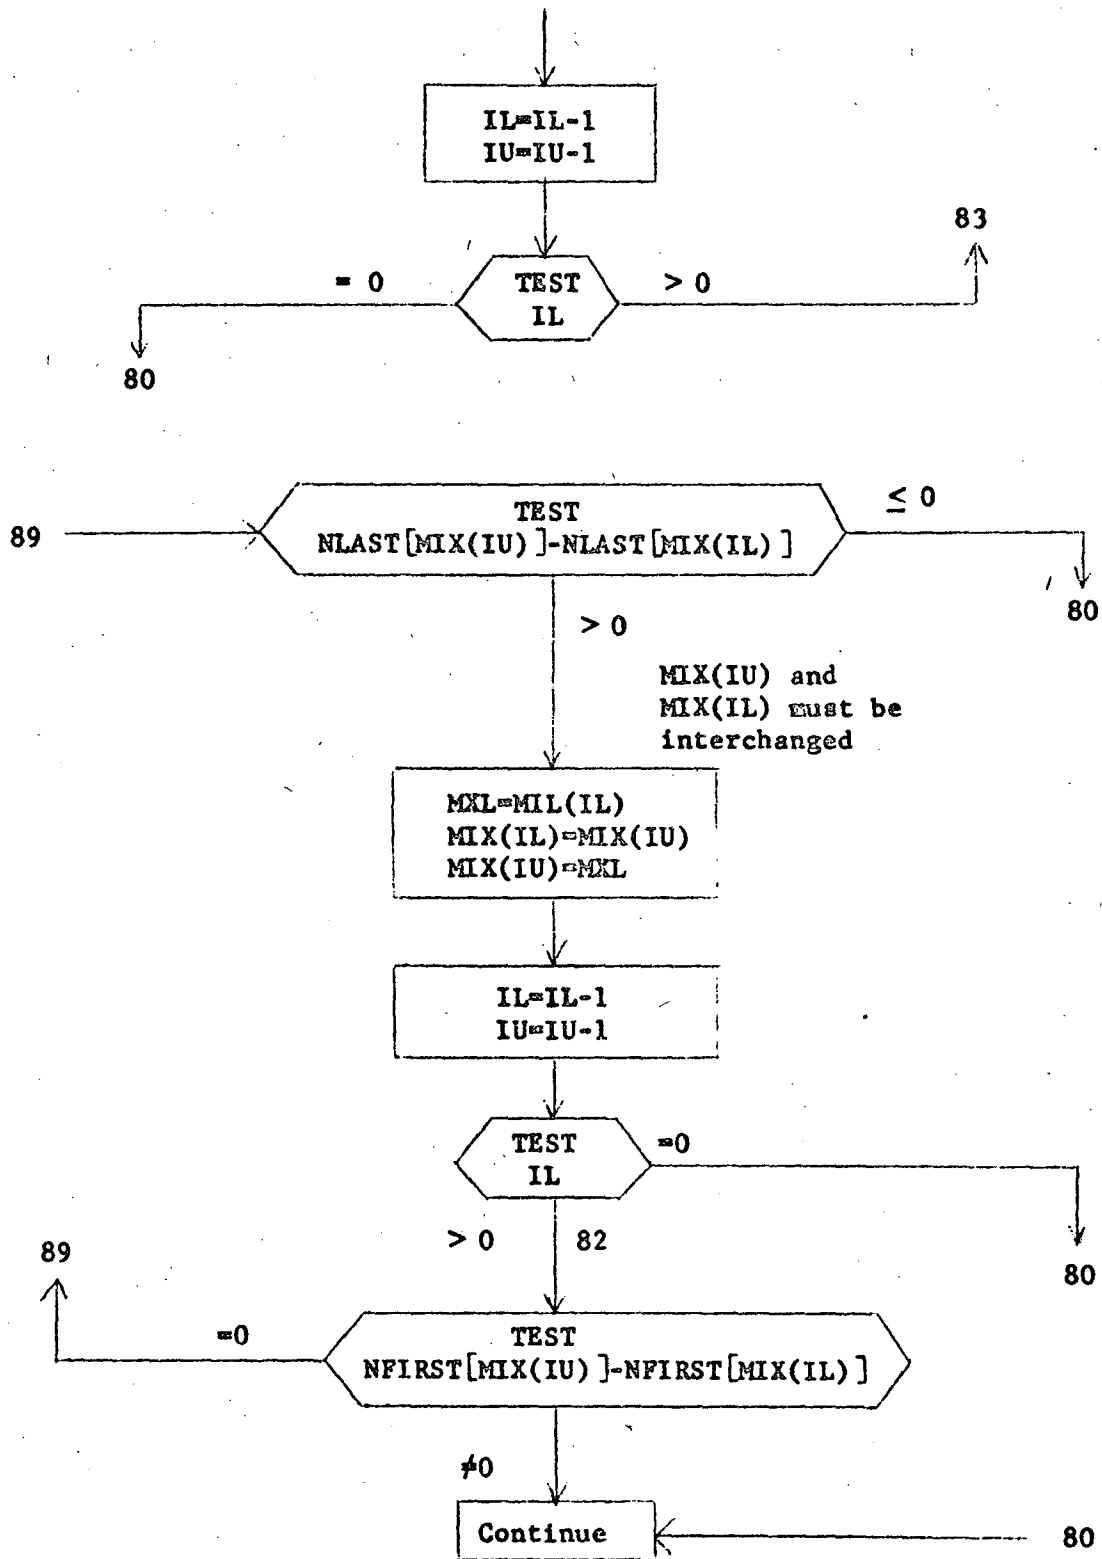 IL=IL-1
IU=IU-1
83
= 0
TEST
IL
> 0
80
89
TEST
NLAST[MIX(IU)]-NLAST[MIX(IL)]
≤ 0
80
> 0
MIX(IU) and
MIX(IL) must be
interchanged
MXL=MIL(IL)
MIX(IL)=MIX(IU)
MIX(IU)=MXL
IL=IL-1
IU=IU-1
TEST
IL
=0
> 0
82
80
89
=0
TEST
NFIRST[MIX(IU)]-NFIRST[MIX(IL)]
≠0
Continue
80